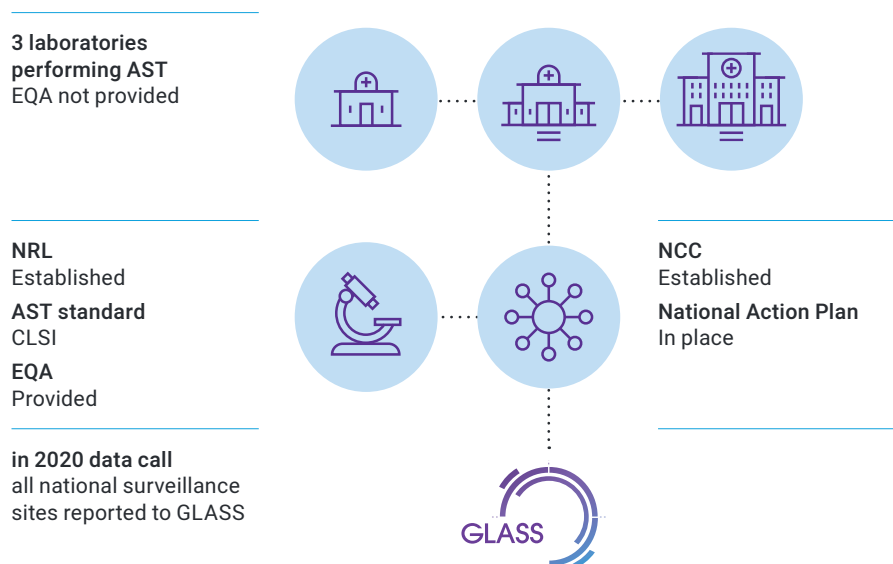 3 laboratories
performing AST
EQA not provided
NRL
Established
AST standard
CLSI
EQA
Provided
NCC
Established
National Action Plan
In place
in 2020 data call
all national surveillance
sites reported to GLASS
GLASS